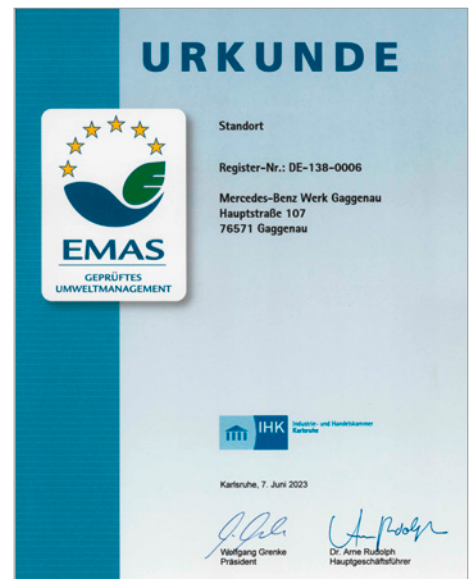 URKUNDE
Standort
Register-Nr.: DE-138-0006
Mercedes-Benz Werk Gaggenau
Hauptstraße 107
76571 Gaggenau
EMAS
GEPRÜFTES
UMWELTMANAGEMENT
IHK
Industrie- und Handelskammer
Karlsruhe
Karlsruhe, 7. Juni 2023
Wolfgang Grenke
Präsident
Dr. Arne Rudolph
Hauptgeschäftsführer